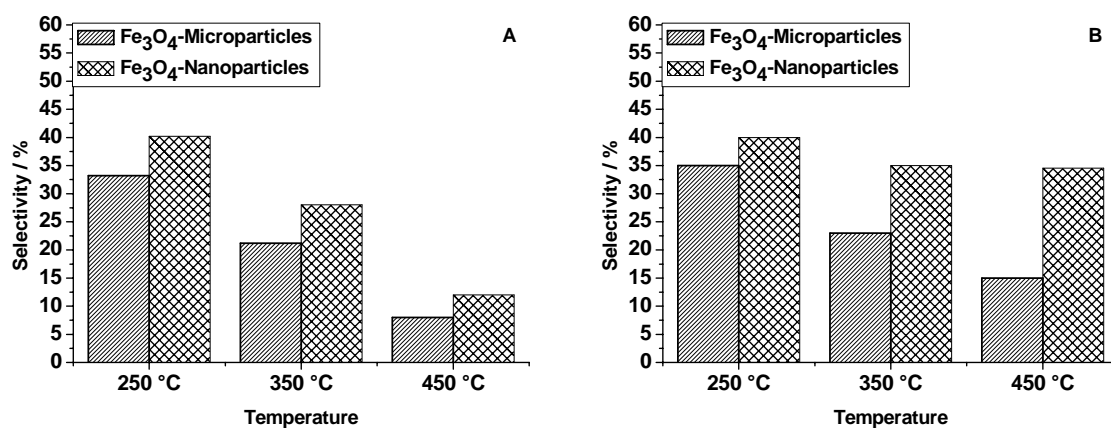 60
55
50
45
40
35
30
25
20
15
10
5
0
Selectivity / %
Fe3O4-Microparticles
Fe3O4-Nanoparticles
A
250 °C
350 °C
450 °C
Temperature
60
55
50
45
40
35
30
25
20
15
10
5
0
Selectivity / %
Fe3O4-Microparticles
Fe3O4-Nanoparticles
B
250 °C
350 °C
450 °C
Temperature